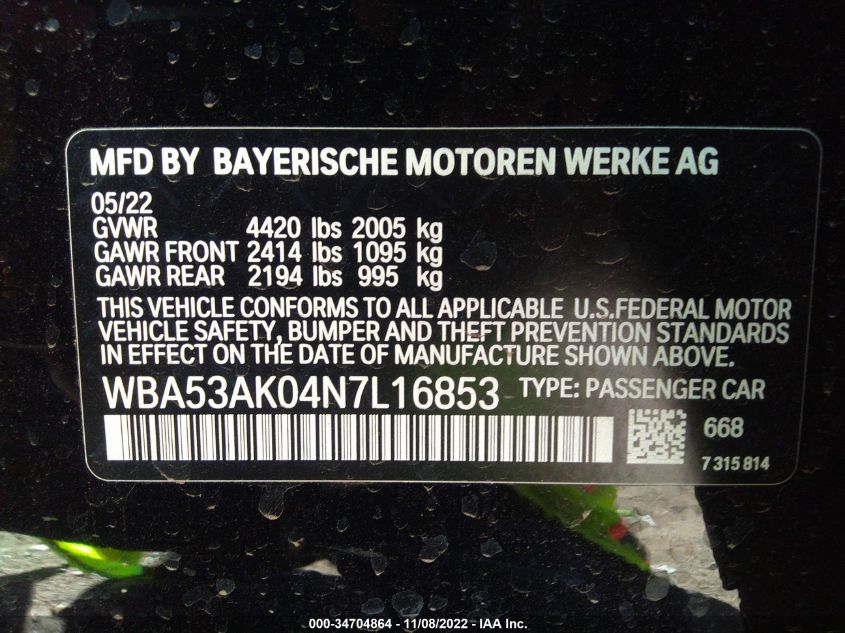 MFD BY BAYERISCHE MOTOREN WERKE AG
05/22
GVWR 4420 lbs 2005 kg
GAWR FRONT 2414 lbs 1095 kg
GAWR REAR 2194 lbs 995 kg
THIS VEHICLE CONFORMS TO ALL APPLICABLE U.S.FEDERAL MOTOR
VEHICLE SAFETY, BUMPER AND THEFT PREVENTION STANDARDS
IN EFFECT ON THE DATE OF MANUFACTURE SHOWN ABOVE.
WBA53AK04N7L16853 TYPE: PASSENGER CAR
668
7 315 814
000-34704864 - 11/08/2022 - IAA Inc.